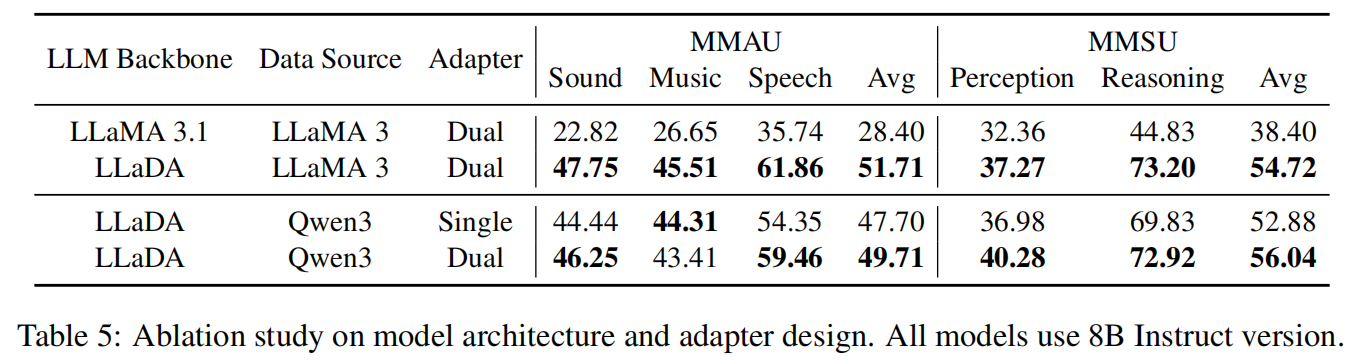 LLM Backbone Data Source Adapter MMAU MMSU
Sound Music Speech Avg Perception Reasoning Avg
LLaMA 3.1 LLaMA 3 Dual 22.82 26.65 35.74 28.40 32.36 44.83 38.40
LLaDA LLaMA 3 Dual 47.75 45.51 61.86 51.71 37.27 73.20 54.72
LLaDA Qwen3 Single 44.44 44.31 54.35 47.70 36.98 69.83 52.88
LLaDA Qwen3 Dual 46.25 43.41 59.46 49.71 40.28 72.92 56.04
Table 5: Ablation study on model architecture and adapter design. All models use 8B Instruct version.